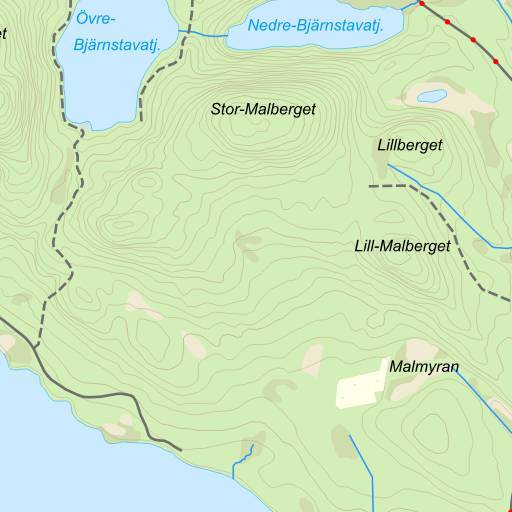 Övre-
Bjärnstavatj.
Nedre-Bjärnstavatj.
Stor-Malberget
Lillberget
Lill-Malberget
Malmyran